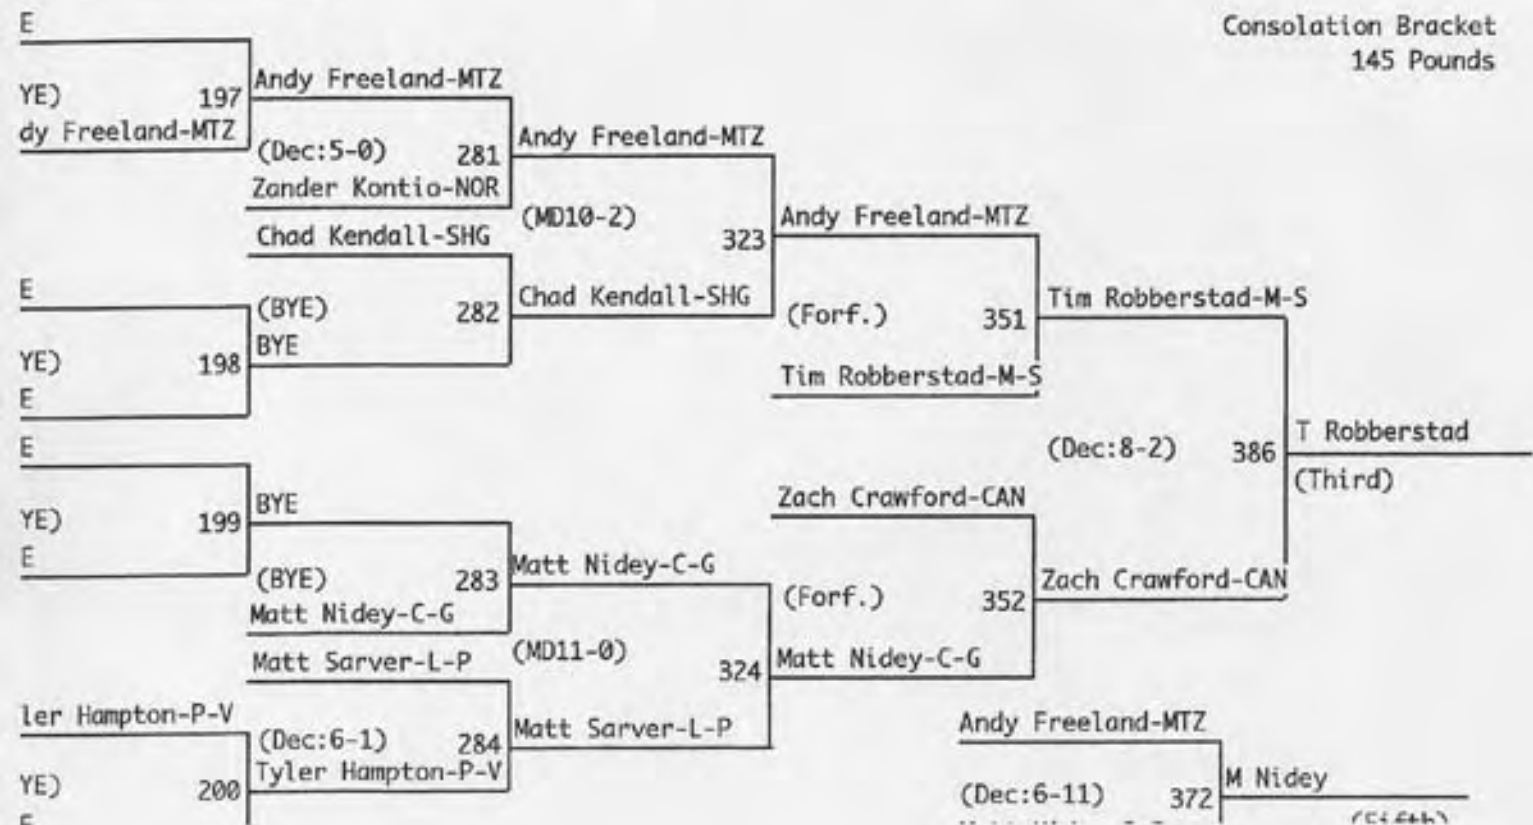 Consolation Bracket
145 Pounds
E
YE)
197
dy Freeland-MTZ
E
YE)
198
E
E
YE)
199
E
ler Hampton-P-V
YE)
200
E
Andy Freeland-MTZ
(Dec:5-0)
281
Zander Kontio-NOR
Chad Kendall-SHG
(BYE)
282
BYE
BYE
(BYE)
283
Matt Nidey-C-G
Matt Sarver-L-P
(Dec:6-1)
284
Tyler Hampton-P-V
Andy Freeland-MTZ
(MD10-2)
323
Chad Kendall-SHG
Matt Nidey-C-G
(MD11-0)
324
Matt Sarver-L-P
Andy Freeland-MTZ
(Forf.)
351
Tim Robberstad-M-S
Zach Crawford-CAN
(Forf.)
352
Matt Nidey-C-G
Tim Robberstad-M-S
(Dec:8-2)
386
Zach Crawford-CAN
T Robberstad
(Third)
Andy Freeland-MTZ
(Dec:6-11)
372
M Nidey
(Fifth)